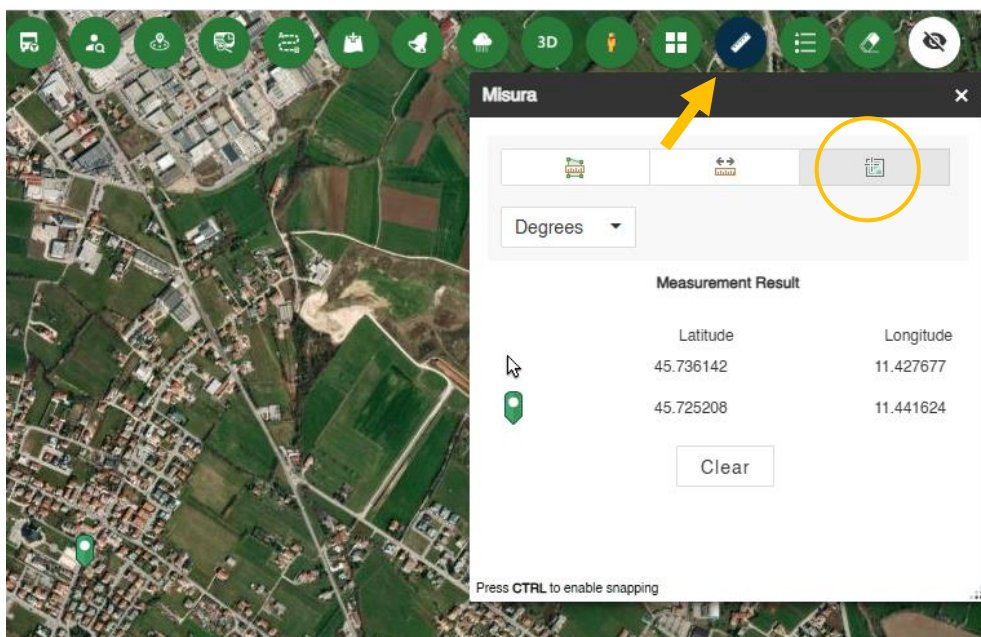 3D
Misura
Degrees
Measurement Result
Latitude Longitude
45.736142 11.427677
45.725208 11.441624
Clear
Press CTRL to enable snapping